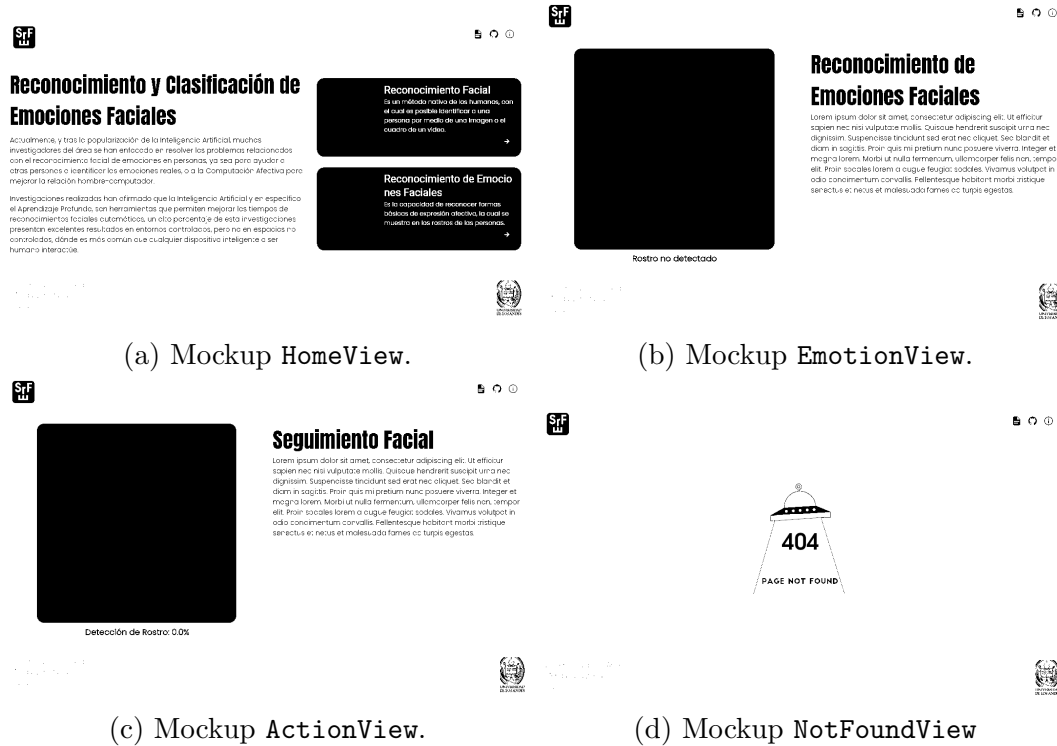 SrF
E
Reconocimiento y Clasificación de
Emociones Faciales
Actualmente, y tras la popularización de la Inteligencia Artificial, muchos
investigadores del área se han enfocado en resolver los problemas relacionados
con el reconocimiento facial de emociones en personas, ya sea para ayudar a
otras personas a identificar las emociones reales, o a la Computación Afectiva para
mejorar la relación hombre-computador.
Investigaciones realizadas han afirmado que la Inteligencia Artificial y en específico
el Aprendizaje Profundo, son herramientas que permiten mejorar los tiempos de
reconocimientos faciales automáticos, un alto porcentaje de esta investigaciones
presentan excelentes resultados en entornos controlados, pero no en espacios no
controlados, dónde es más común que cualquier dispositivo inteligente o ser
humano interactúe.
Reconocimiento Facial
Es un método nativo de los humanos, con
el cual es posible identificar a una
persona por medio de una imagen o el
cuadro de un video.
Reconocimiento de Emocio
nes Faciales
Es la capacidad de reconocer formas
básicas de expresión afectiva, la cual se
muestra en los rostros de las personas.
UNIVERSIDAD
DE LOS ANDES
(a) Mockup HomeView.
SrF
E
Rostro no detectado
Reconocimiento de
Emociones Faciales
Lorem ipsum dolor sit amet, consectetur adipiscing elit. Ut efficitur
sapien nec nisi vulputate mollis. Quisque hendrerit suscipit urna nec
dignissim. Suspendisse tincidunt sed erat nec aliquet. Sed blandit et
diam in sagittis. Proin quis mi pretium nunc posuere viverra. Integer et
magna lorem. Morbi ut nulla fermentum, ullamcorper felis non, tempor
elit. Proin sodales lorem a augue feugiat sodales. Vivamus volutpat in
odio condimentum convallis. Pellentesque habitant morbi tristique
senectus et netus et malesuada fames ac turpis egestas.
(b) Mockup EmotionView.
SrF
E
Detección de Rostro: 0.0%
Seguimiento Facial
Lorem ipsum dolor sit amet, consectetur adipiscing elit. Ut efficitur
sapien nec nisi vulputate mollis. Quisque hendrerit suscipit urna nec
dignissim. Suspendisse tincidunt sed erat nec aliquet. Sed blandit et
diam in sagittis. Proin quis mi pretium nunc posuere viverra. Integer et
magna lorem. Morbi ut nulla fermentum, ullamcorper felis non, tempor
elit. Proin sodales lorem a augue feugiat sodales. Vivamus volutpat in
odio condimentum convallis. Pellentesque habitant morbi tristique
senectus et netus et malesuada fames ac turpis egestas.
UNIVERSIDAD
DE LOS ANDES
(c) Mockup ActionView.
SrF
E
404
PAGE NOT FOUND
(d) Mockup NotFoundView